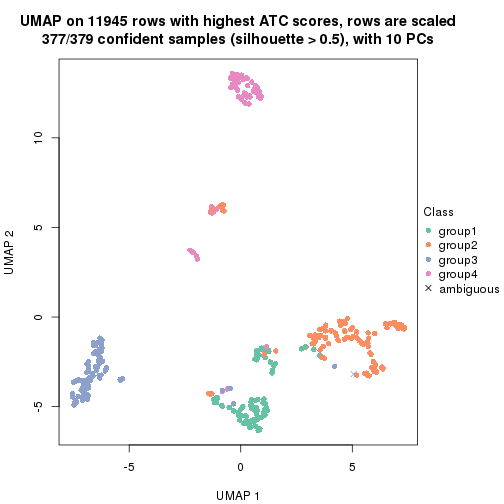 UMAP on 11945 rows with highest ATC scores, rows are scaled
377/379 confident samples (silhouette > 0.5), with 10 PCs
10
5
0
-5
UMAP 2
-5
0
5
UMAP 1
Class
group1
group2
group3
group4
ambiguous